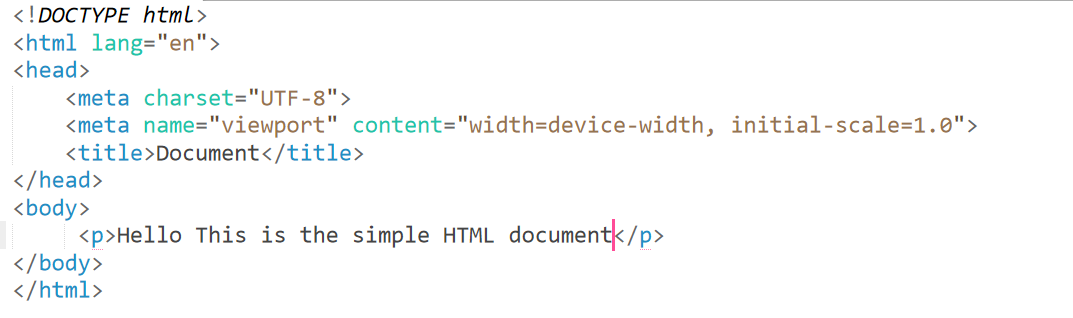 <!DOCTYPE html>
<html lang="en">
<head>
    <meta charset="UTF-8">
    <meta name="viewport" content="width=device-width, initial-scale=1.0">
    <title>Document</title>
</head>
<body>
     <p>Hello This is the simple HTML document</p>
</body>
</html>